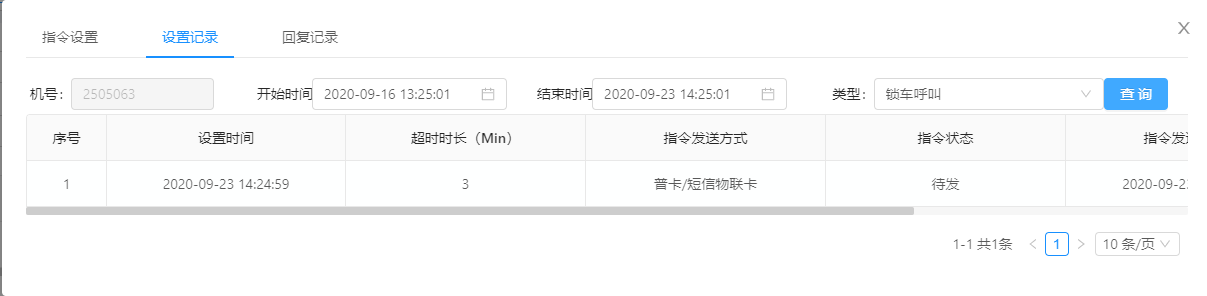 指令设置 设置记录 回复记录 X
机号: 2505063 开始时间 2020-09-16 13:25:01 结束时间 2020-09-23 14:25:01 类型: 锁车呼叫 查 询
序号 设置时间 超时时长（Min） 指令发送方式 指令状态 指令发
1 2020-09-23 14:24:59 3 普卡/短信物联卡 待发 2020-09-2
1-1 共1条 < 1 > 10 条/页